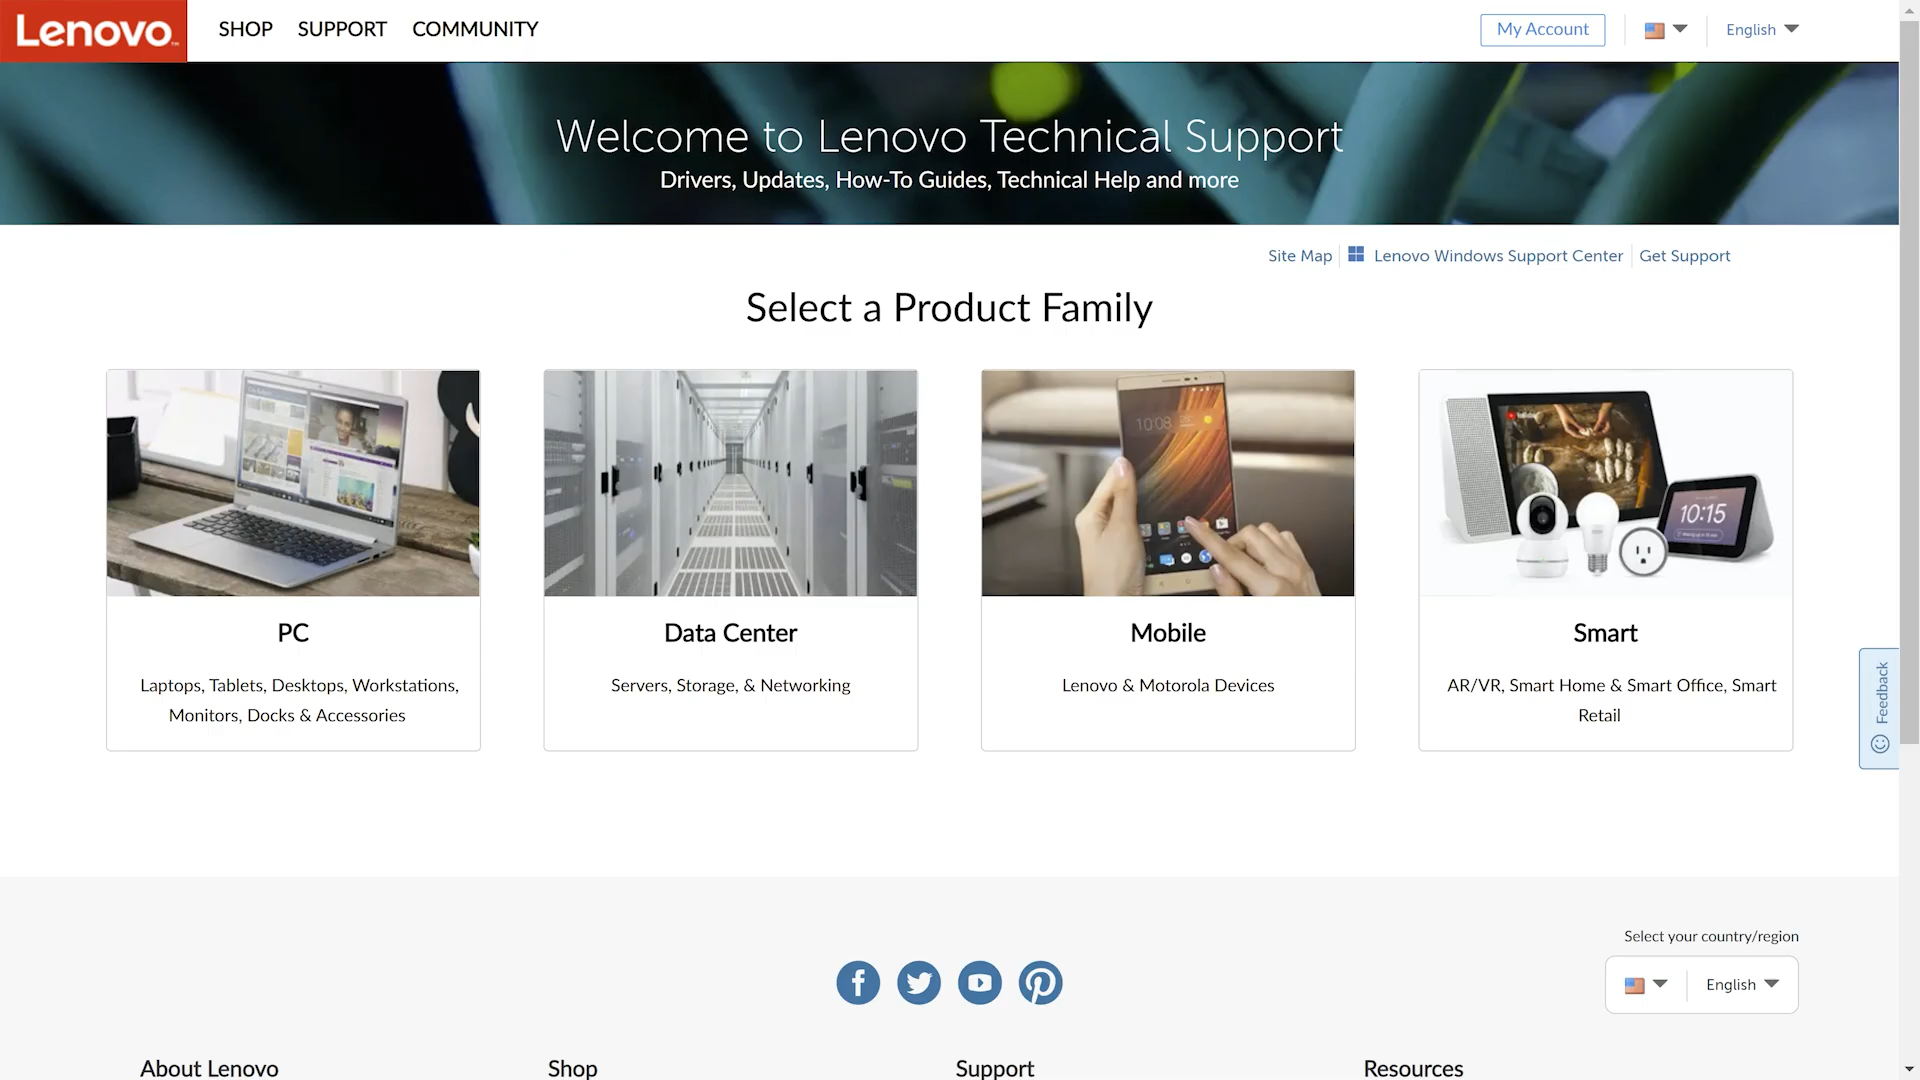 Lenovo
SHOP
SUPPORT
COMMUNITY
My Account
English
Welcome to Lenovo Technical Support
Drivers, Updates, How-To Guides, Technical Help and more
Site Map
Lenovo Windows Support Center
Get Support
Select a Product Family
10:08
10:15
PC
Laptops, Tablets, Desktops, Workstations,
Monitors, Docks & Accessories
Data Center
Servers, Storage, & Networking
Mobile
Lenovo & Motorola Devices
Smart
AR/VR, Smart Home & Smart Office, Smart
Retail
Feedback
Select your country/region
English
About Lenovo
Shop
Support
Resources